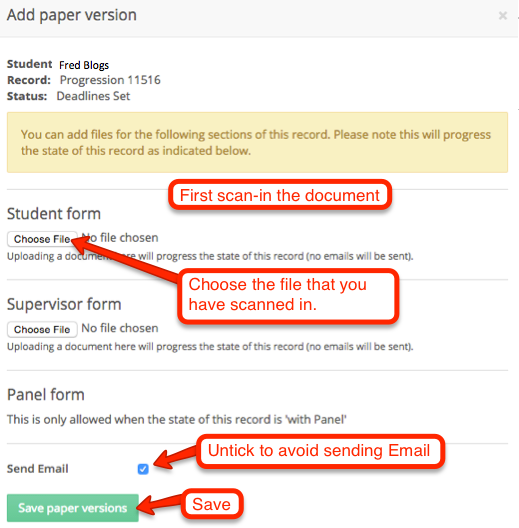 Add paper version
×
Student Fred Blogs
Record: Progression 11516
Status: Deadlines Set
You can add files for the following sections of this record. Please note this will progress
the state of this record as indicated below.
First scan-in the document
Student form
Choose File No file chosen
Uploading a document here will progress the state of this record (no emails will be sent).
Choose the file that you
have scanned in.
Supervisor form
Choose File No file chosen
Uploading a document here will progress the state of this record (no emails will be sent).
Panel form
This is only allowed when the state of this record is 'with Panel'
Untick to avoid sending Email
Send Email
Save paper versions
Save